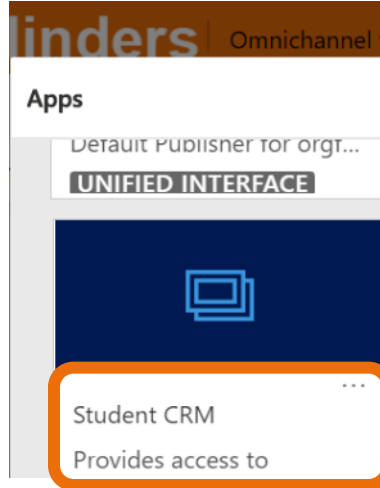 linders Omnichannel
Apps
Default Publisher for orgf...
UNIFIED INTERFACE
...
Student CRM
Provides access to